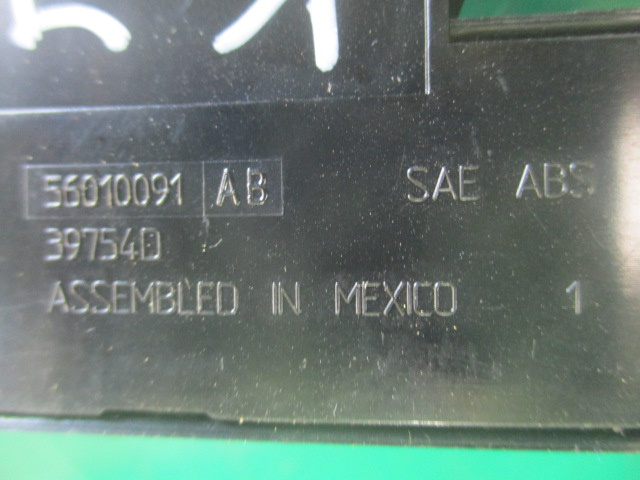 56010091 AB SAE ABS
39754D
ASSEMBLED IN MEXICO 1